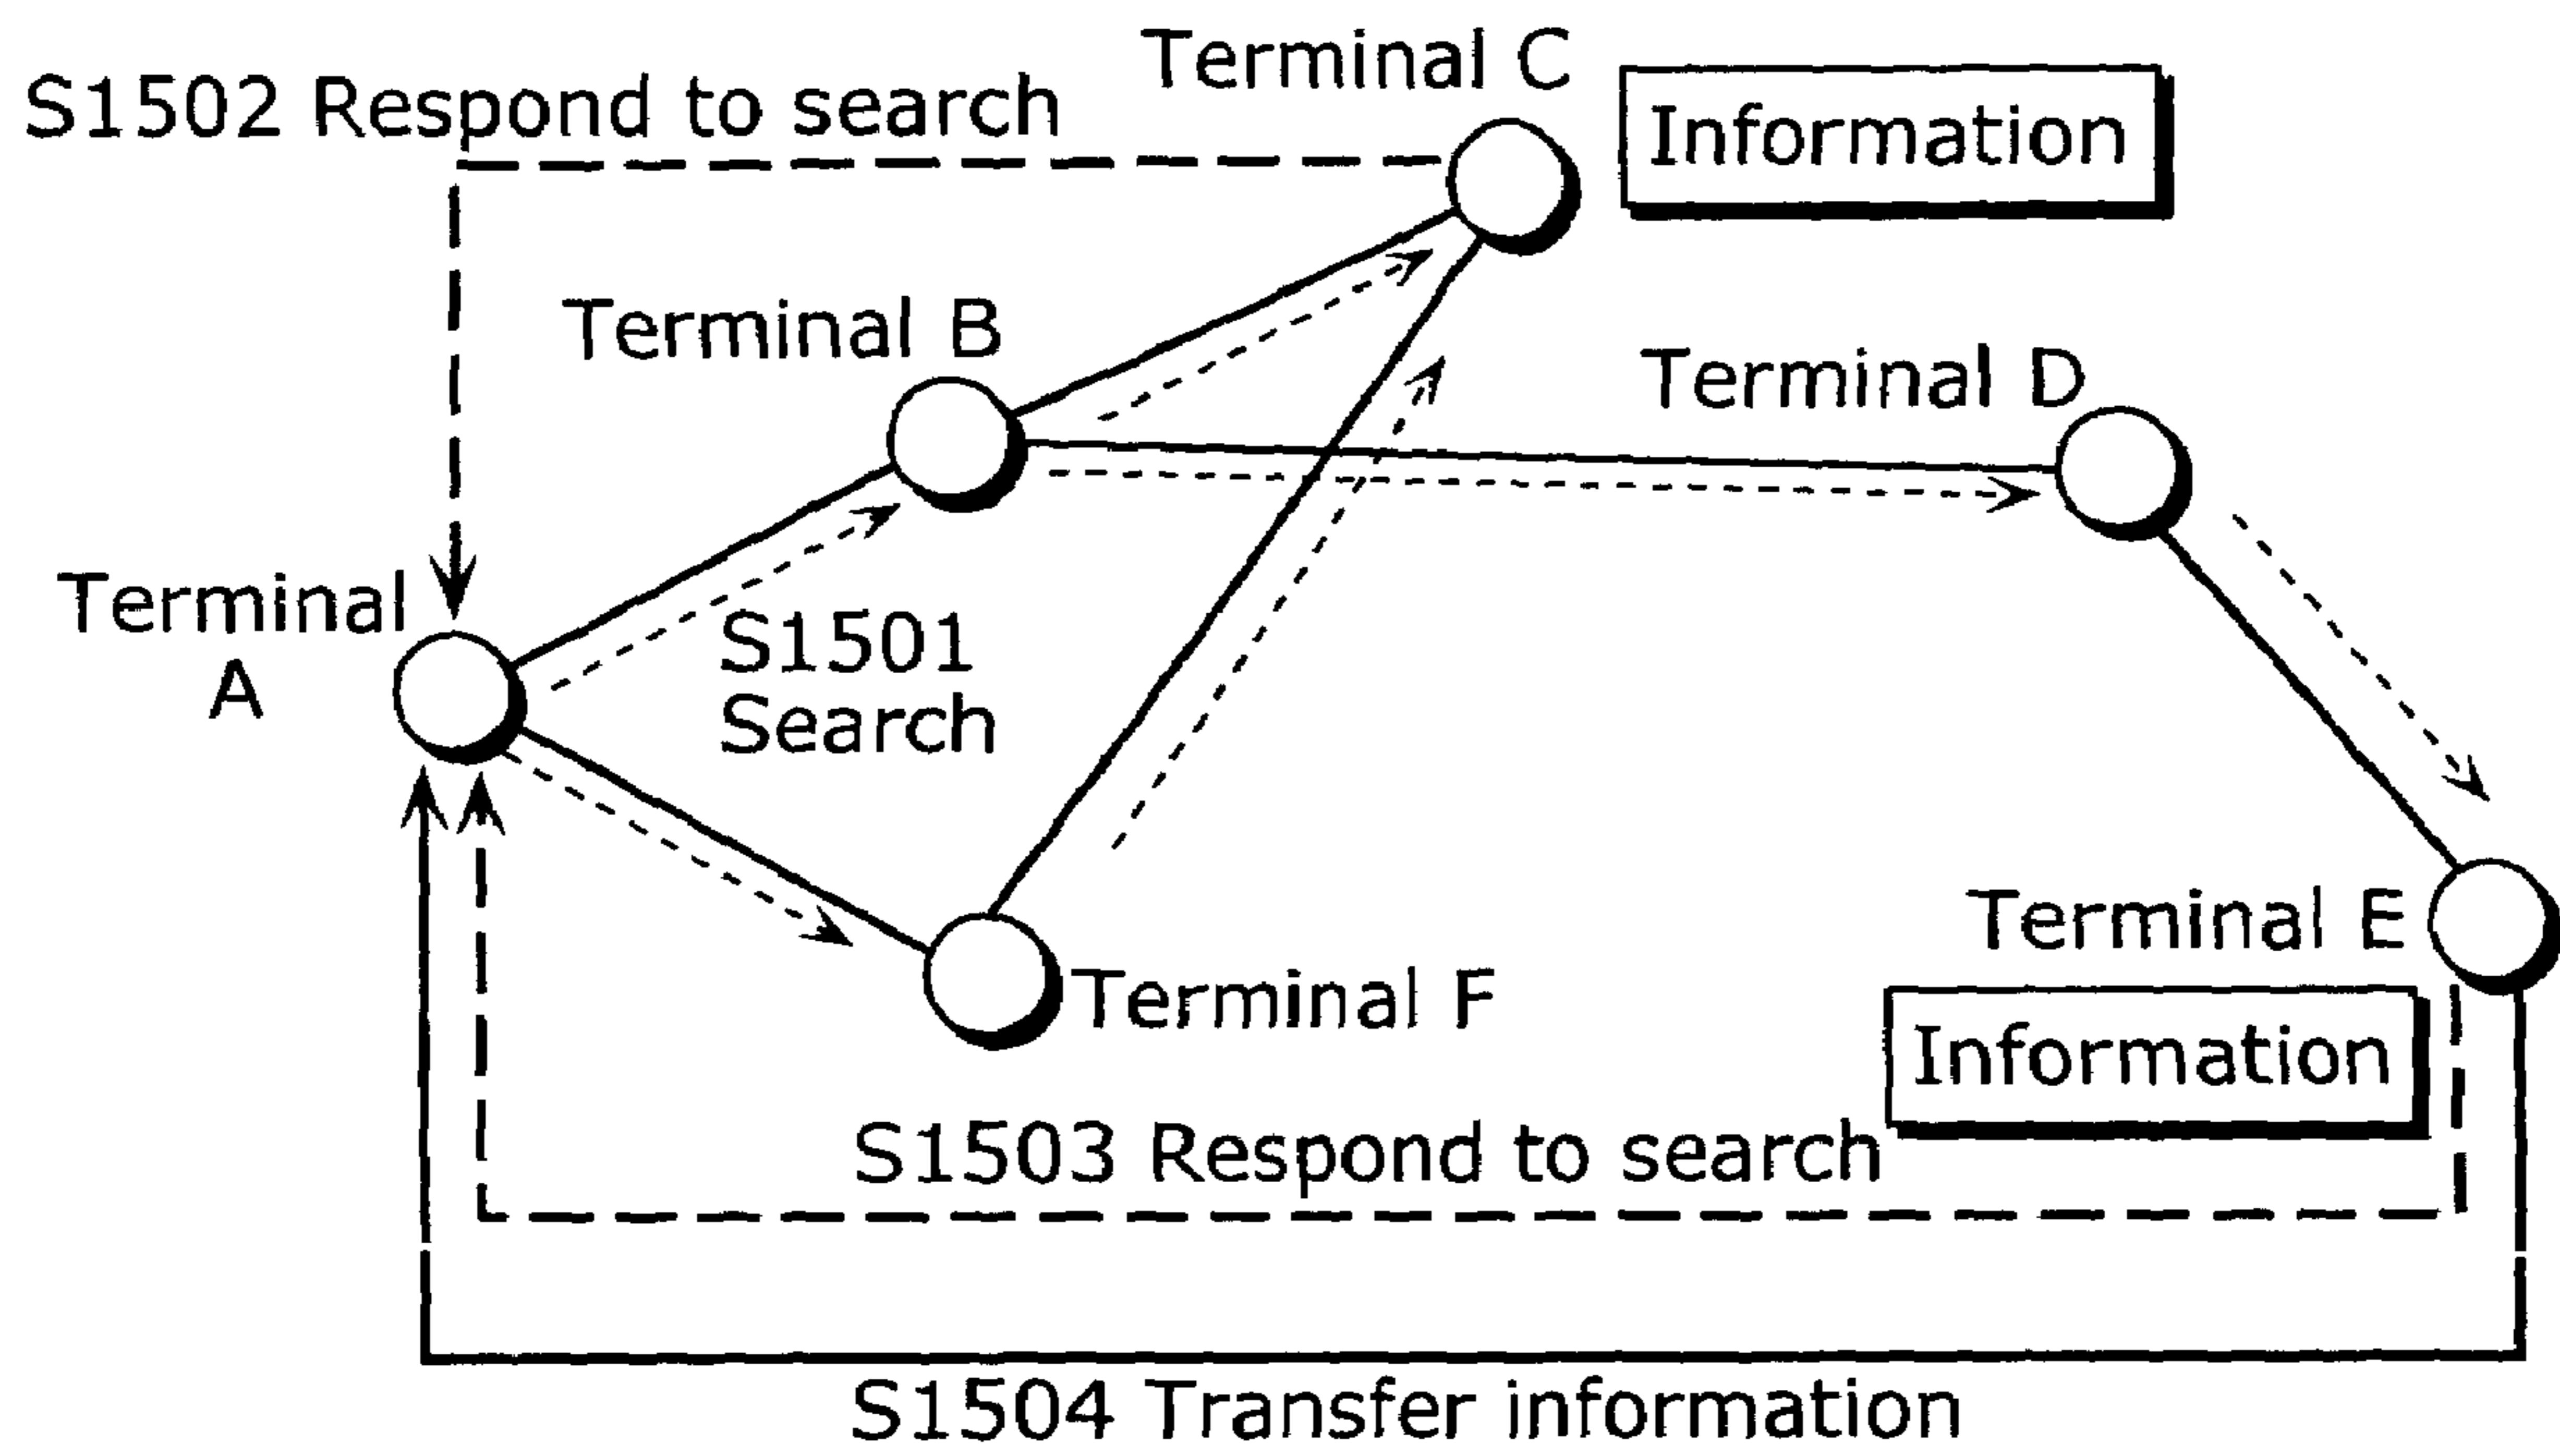 Terminal C
S1502 Respond to search
Information
Terminal B
Terminal D
Terminal
A
S1501
Search
Terminal E
Terminal F
Information
S1503 Respond to search
S1504 Transfer information